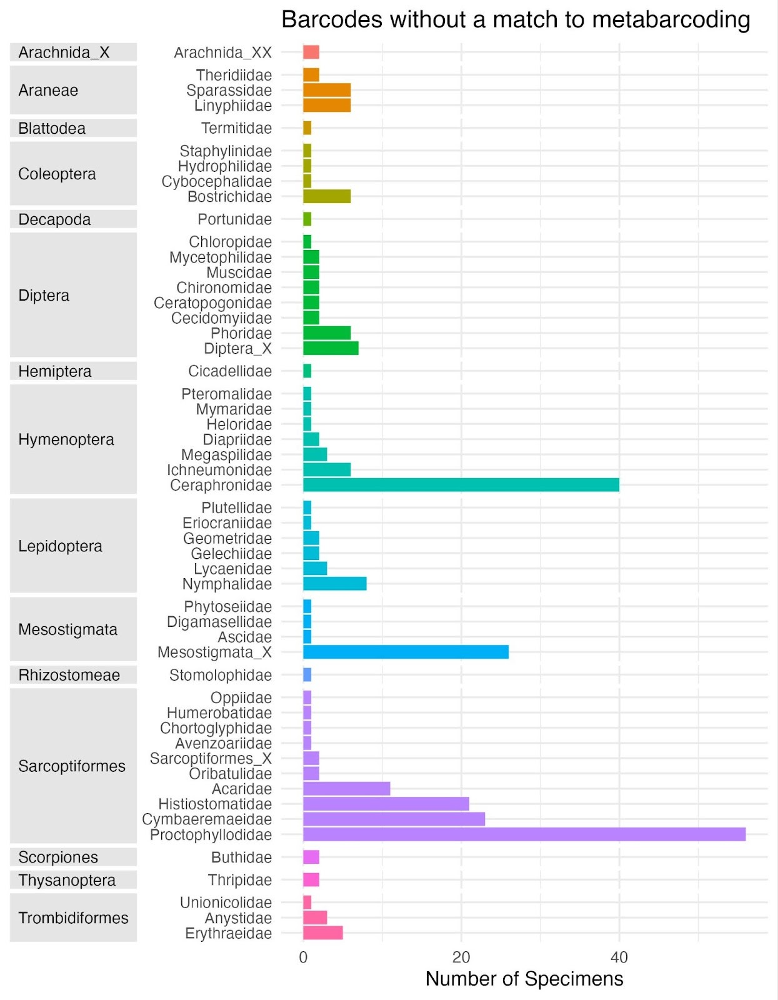 Barcodes without a match to metabarcoding
Arachnida_X
Arachnida_XX
Araneae
Theridiidae
Sparassidae
Linyphiidae
Blattodea
Termitidae
Coleoptera
Staphylinidae
Hydrophilidae
Cybocephalidae
Bostrichidae
Decapoda
Portunidae
Diptera
Chloropidae
Mycetophilidae
Muscidae
Chironomidae
Ceratopogonidae
Cecidomyiidae
Phoridae
Diptera_X
Hemiptera
Cicadellidae
Hymenoptera
Pteromalidae
Mymaridae
Heloridae
Diapriidae
Megaspilidae
Ichneumonidae
Ceraphronidae
Lepidoptera
Plutellidae
Eriocraniidae
Geometridae
Gelechiidae
Lycaenidae
Nymphalidae
Mesostigmata
Phytoseiidae
Digamasellidae
Ascidae
Mesostigmata_X
Rhizostomeae
Stomolophidae
Sarcoptiformes
Oppiidae
Humerobatidae
Chortoglyphidae
Avenzoariidae
Sarcoptiformes_X
Oribatulidae
Acaridae
Histiostomatidae
Cymbaeremaeidae
Proctophyllodidae
Scorpiones
Buthidae
Thysanoptera
Thripidae
Trombidiformes
Unionicolidae
Anystidae
Erythraeidae
0 20 40
Number of Specimens